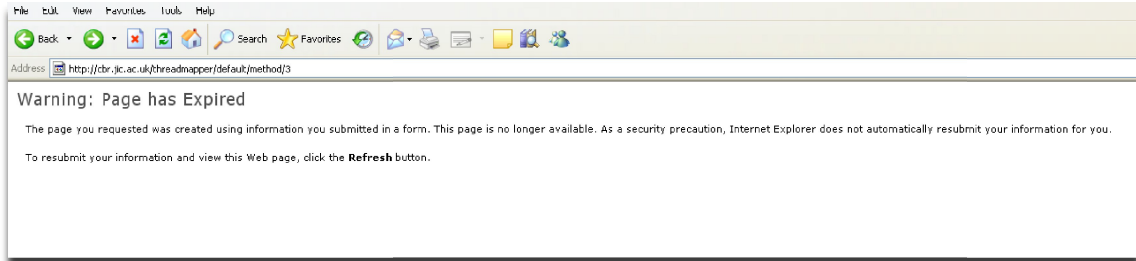 File Edit View Favorites Tools Help
Back Search Favorites
Address http://cbr.jic.ac.uk/threadmapper/default/method/3
Warning: Page has Expired
The page you requested was created using information you submitted in a form. This page is no longer available. As a security precaution, Internet Explorer does not automatically resubmit your information for you.
To resubmit your information and view this Web page, click the Refresh button.